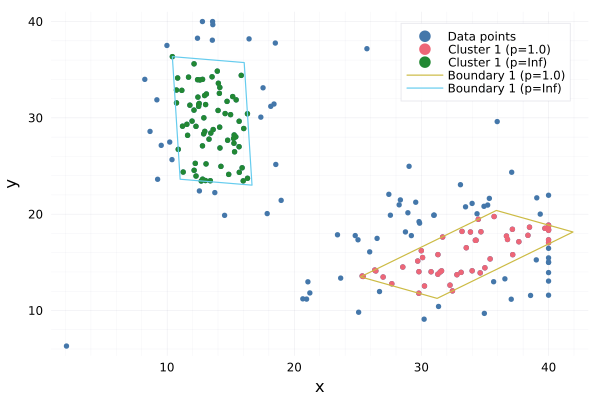 40
30
20
10
y
10
20
30
40
x
Data points
Cluster 1 (p=1.0)
Cluster 1 (p=Inf)
Boundary 1 (p=1.0)
Boundary 1 (p=Inf)